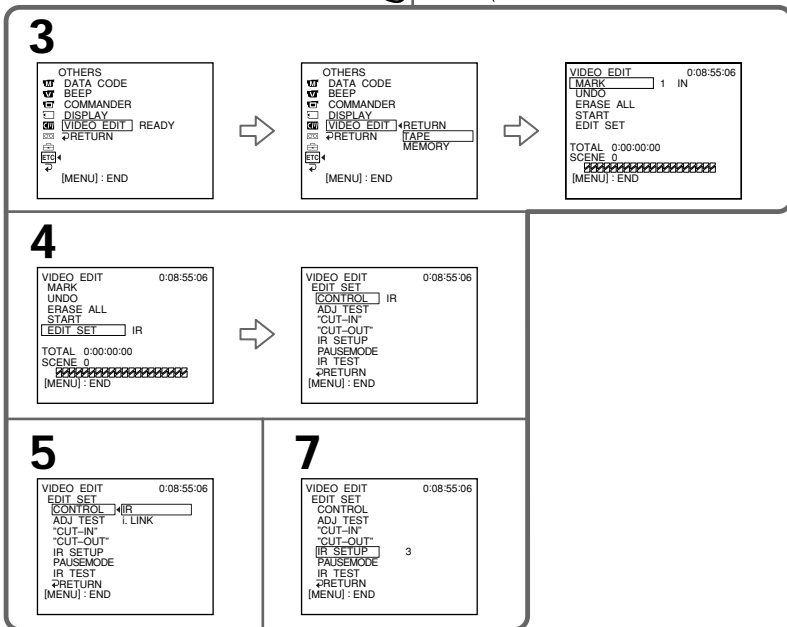 3
OTHERS
DATA CODE
BEEP
COMMANDER
DISPLAY
VIDEO EDIT READY
RETURN
ETC
[MENU] : END
OTHERS
DATA CODE
BEEP
COMMANDER
DISPLAY
VIDEO EDIT RETURN
RETURN TAPE
MEMORY
ETC
[MENU] : END
VIDEO EDIT 0:08:55:06
MARK 1 IN
UNDO
ERASE ALL
START
EDIT SET
TOTAL 0:00:00:00
SCENE 0
[MENU] : END
4
VIDEO EDIT 0:08:55:06
MARK
UNDO
ERASE ALL
START
EDIT SET IR
TOTAL 0:00:00:00
SCENE 0
[MENU] : END
VIDEO EDIT 0:08:55:06
EDIT SET
CONTROL IR
ADJ TEST
"CUT–IN"
"CUT–OUT"
IR SETUP
PAUSEMODE
IR TEST
RETURN
[MENU] : END
5
VIDEO EDIT 0:08:55:06
EDIT SET
CONTROL IR
ADJ TEST i. LINK
"CUT–IN"
"CUT–OUT"
IR SETUP
PAUSEMODE
IR TEST
RETURN
[MENU] : END
7
VIDEO EDIT 0:08:55:06
EDIT SET
CONTROL
ADJ TEST
"CUT–IN"
"CUT–OUT"
IR SETUP 3
PAUSEMODE
IR TEST
RETURN
[MENU] : END